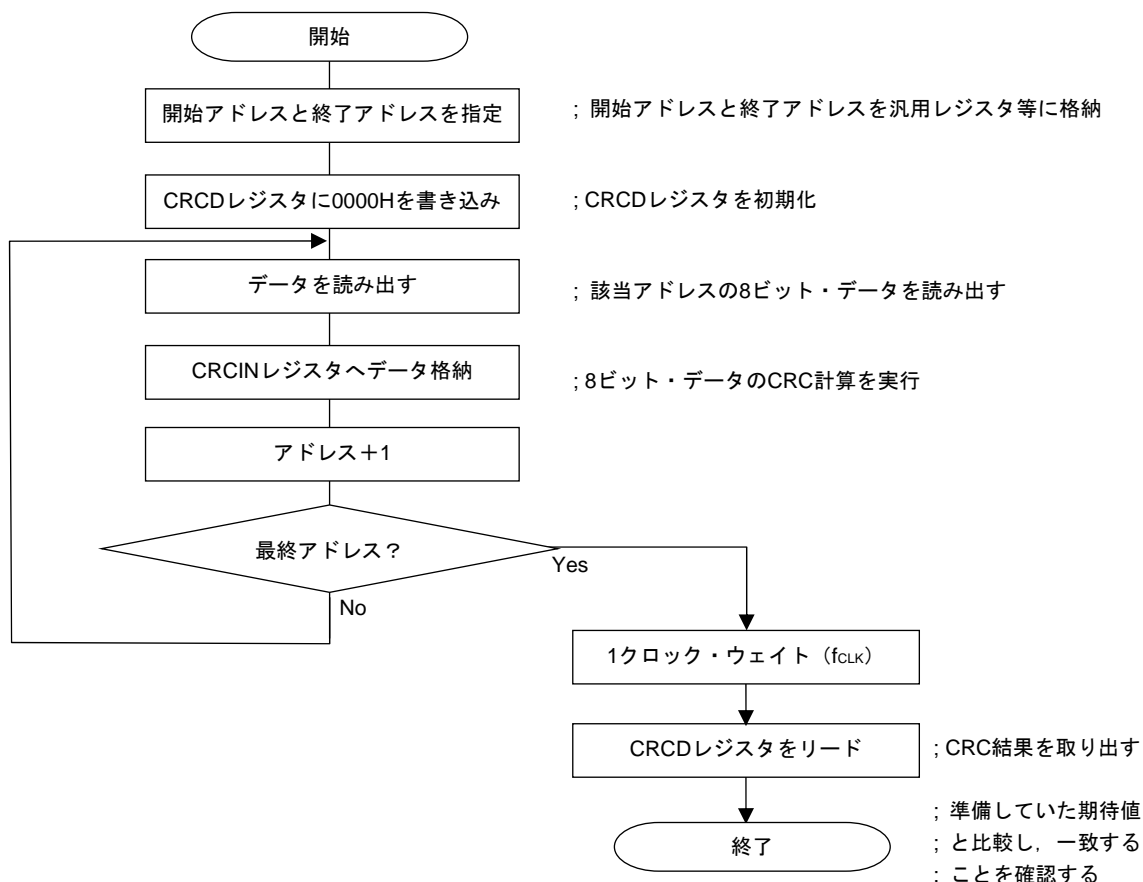 開始
開始アドレスと終了アドレスを指定
; 開始アドレスと終了アドレスを汎用レジスタ等に格納
CRCDレジスタに0000Hを書き込み
; CRCDレジスタを初期化
データを読み出す
; 該当アドレスの8ビット・データを読み出す
CRCINレジスタへデータ格納
; 8ビット・データのCRC計算を実行
アドレス+1
最終アドレス?
Yes
No
1クロック・ウェイト(fCLK)
CRCDレジスタをリード
; CRC結果を取り出す
終了
; 準備していた期待値
; と比較し,一致する
; ことを確認する